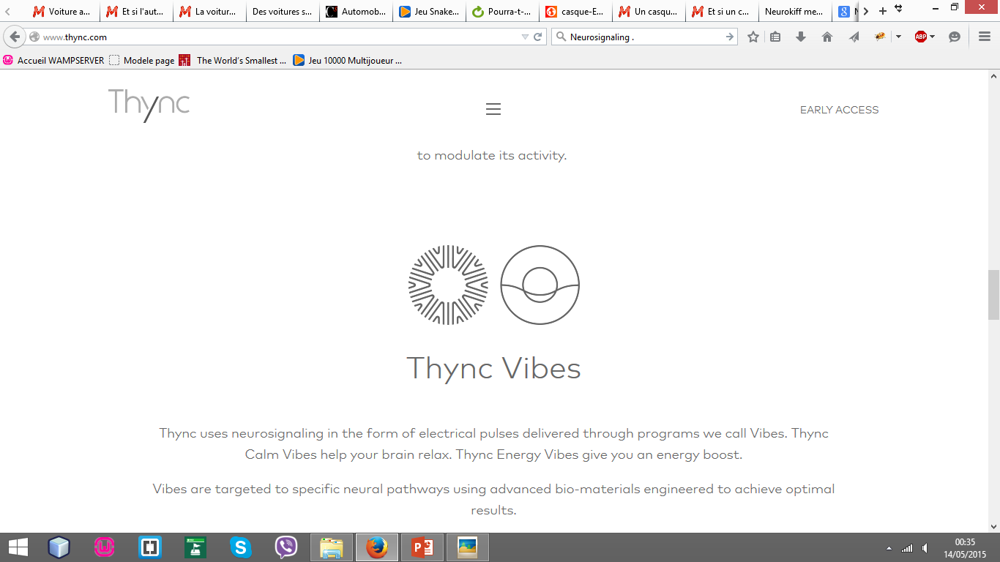 Voiture a...
Et si l'aut...
La voitur...
Des voitures s...
Automob...
Jeu Snake...
Pourra-t-...
casque-E...
Un casqu...
Et si un c...
Neurokiff me...
www.thync.com
Neurosignaling .
ABP
Accueil WAMPSERVER
Modele page
The World's Smallest ...
Jeu 10000 Multijoueur ...
Thync
EARLY ACCESS
to modulate its activity.
Thync Vibes
Thync uses neurosignaling in the form of electrical pulses delivered through programs we call Vibes. Thync
Calm Vibes help your brain relax. Thync Energy Vibes give you an energy boost.
Vibes are targeted to specific neural pathways using advanced bio-materials engineered to achieve optimal
results.
00:35
14/05/2015